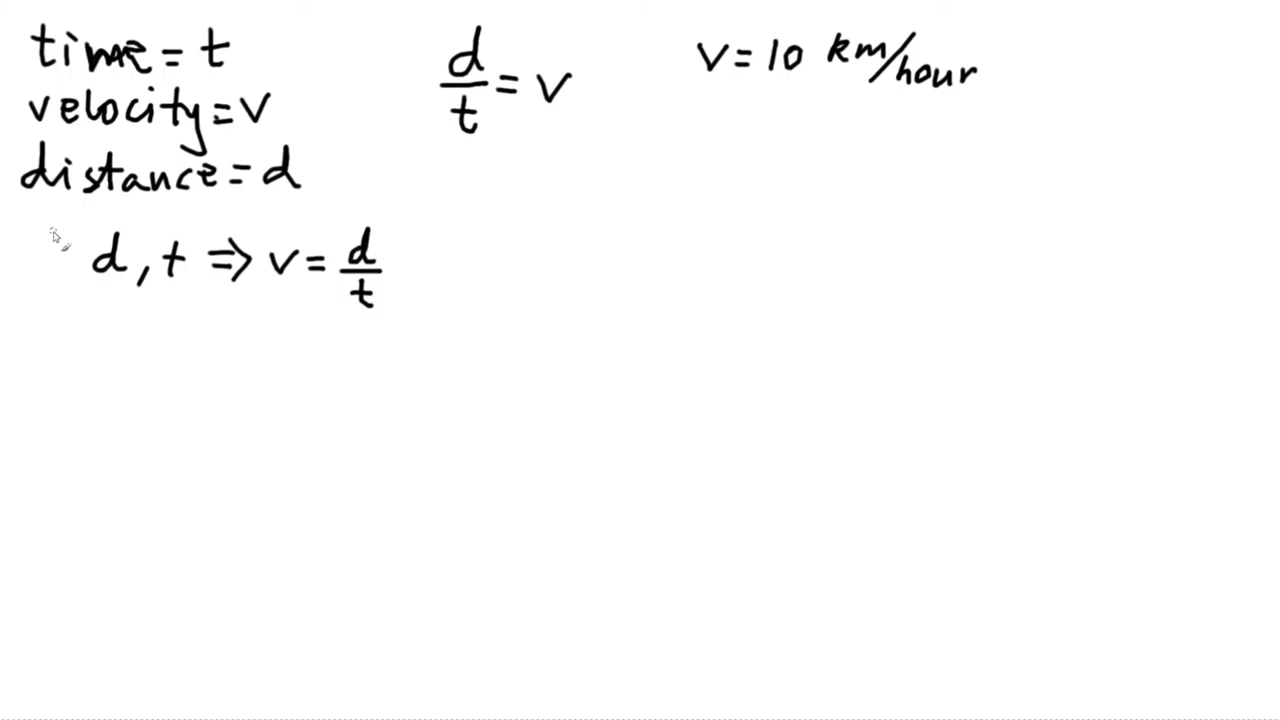 time = t
velocity = v
distance = d
d/t = v
v = 10 km/hour
d, t ⇒ v = d/t